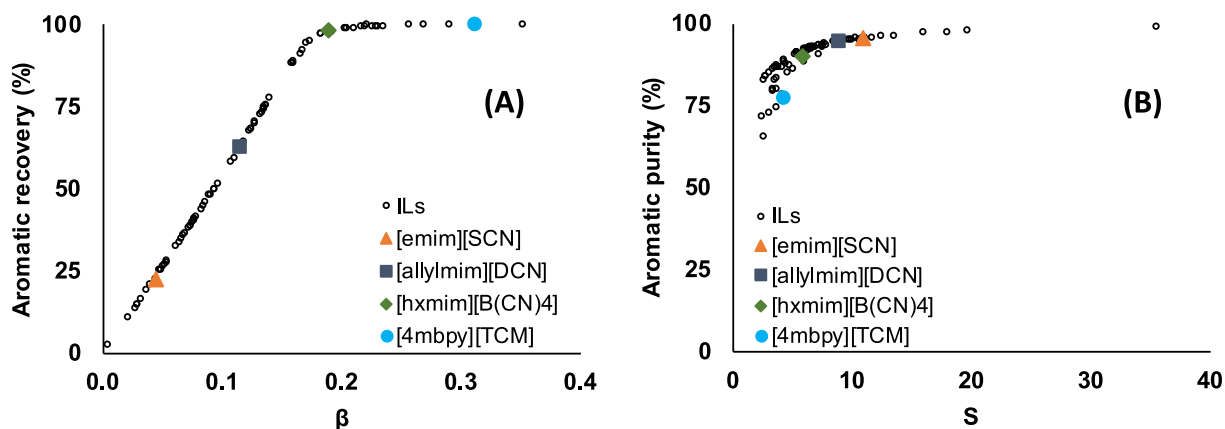 Aromatic recovery (%)
100
75
50
25
0
0.0 0.1 0.2 0.3 0.4
β
(A)
ILs
[emim][SCN]
[allylmim][DCN]
[hxmim][B(CN)4]
[4mbpy][TCM]
Aromatic purity (%)
100
75
50
25
0
0 10 20 30 40
S
(B)
ILs
[emim][SCN]
[allylmim][DCN]
[hxmim][B(CN)4]
[4mbpy][TCM]